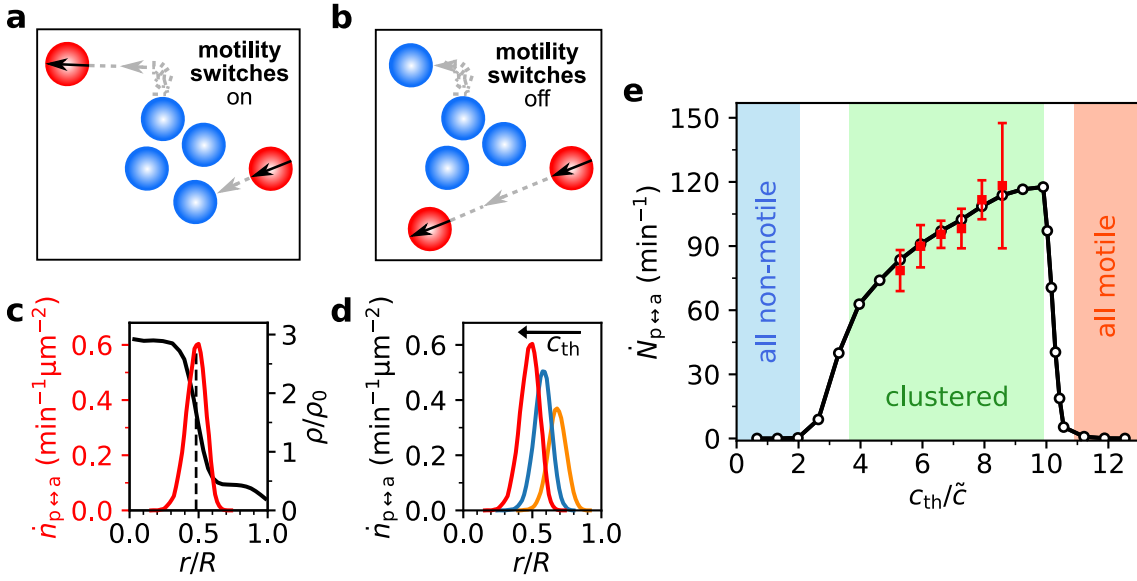 a
motility
switches
on
b
motility
switches
off
c
ṅp↔a (min⁻¹μm⁻²)
0.6
0.4
0.2
0.0
3
2
1
0
ρ/ρ0
0.0 0.5 1.0
r/R
d
ṅp↔a (min⁻¹μm⁻²)
0.6
0.4
0.2
0.0
cth
0.0 0.5 1.0
r/R
e
Ṅp↔a (min⁻¹)
150
120
90
60
30
0
all non-motile
clustered
all motile
0 2 4 6 8 10 12
cth/c̃